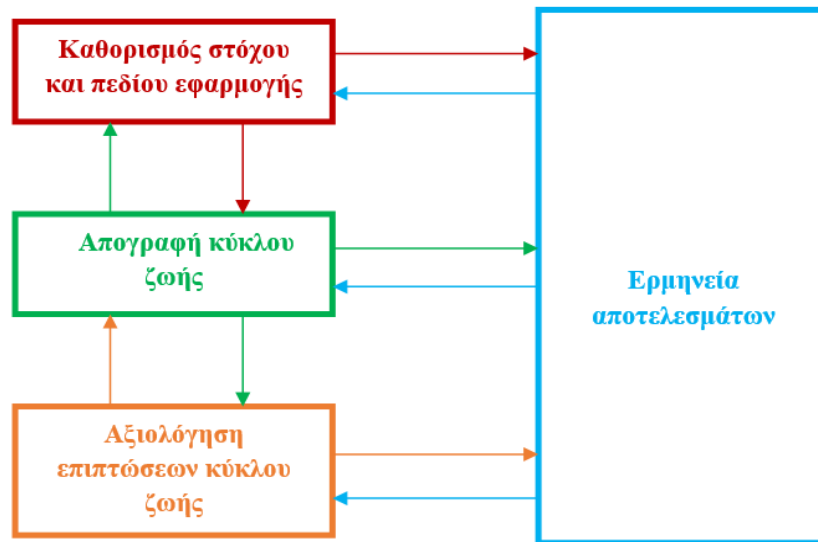 Καθορισμός στόχου
και πεδίου εφαρμογής
Απογραφή κύκλου
ζωής
Αξιολόγηση
επιπτώσεων κύκλου
ζωής
Ερμηνεία
αποτελεσμάτων